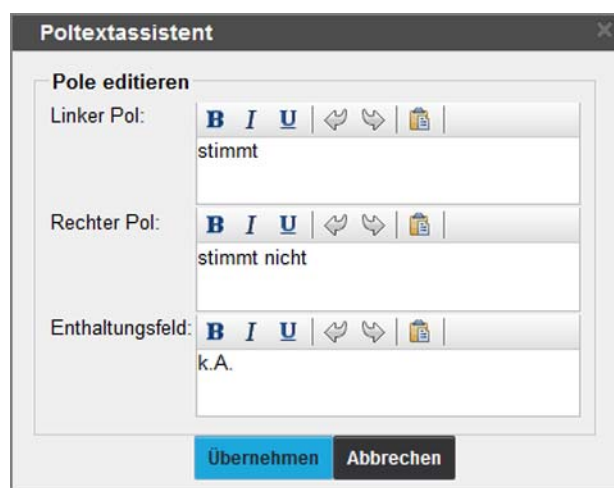 Poltextassistent
Pole editieren
Linker Pol:
B I U
stimmt
Rechter Pol:
B I U
stimmt nicht
Enthaltungsfeld:
B I U
k.A.
Übernehmen Abbrechen